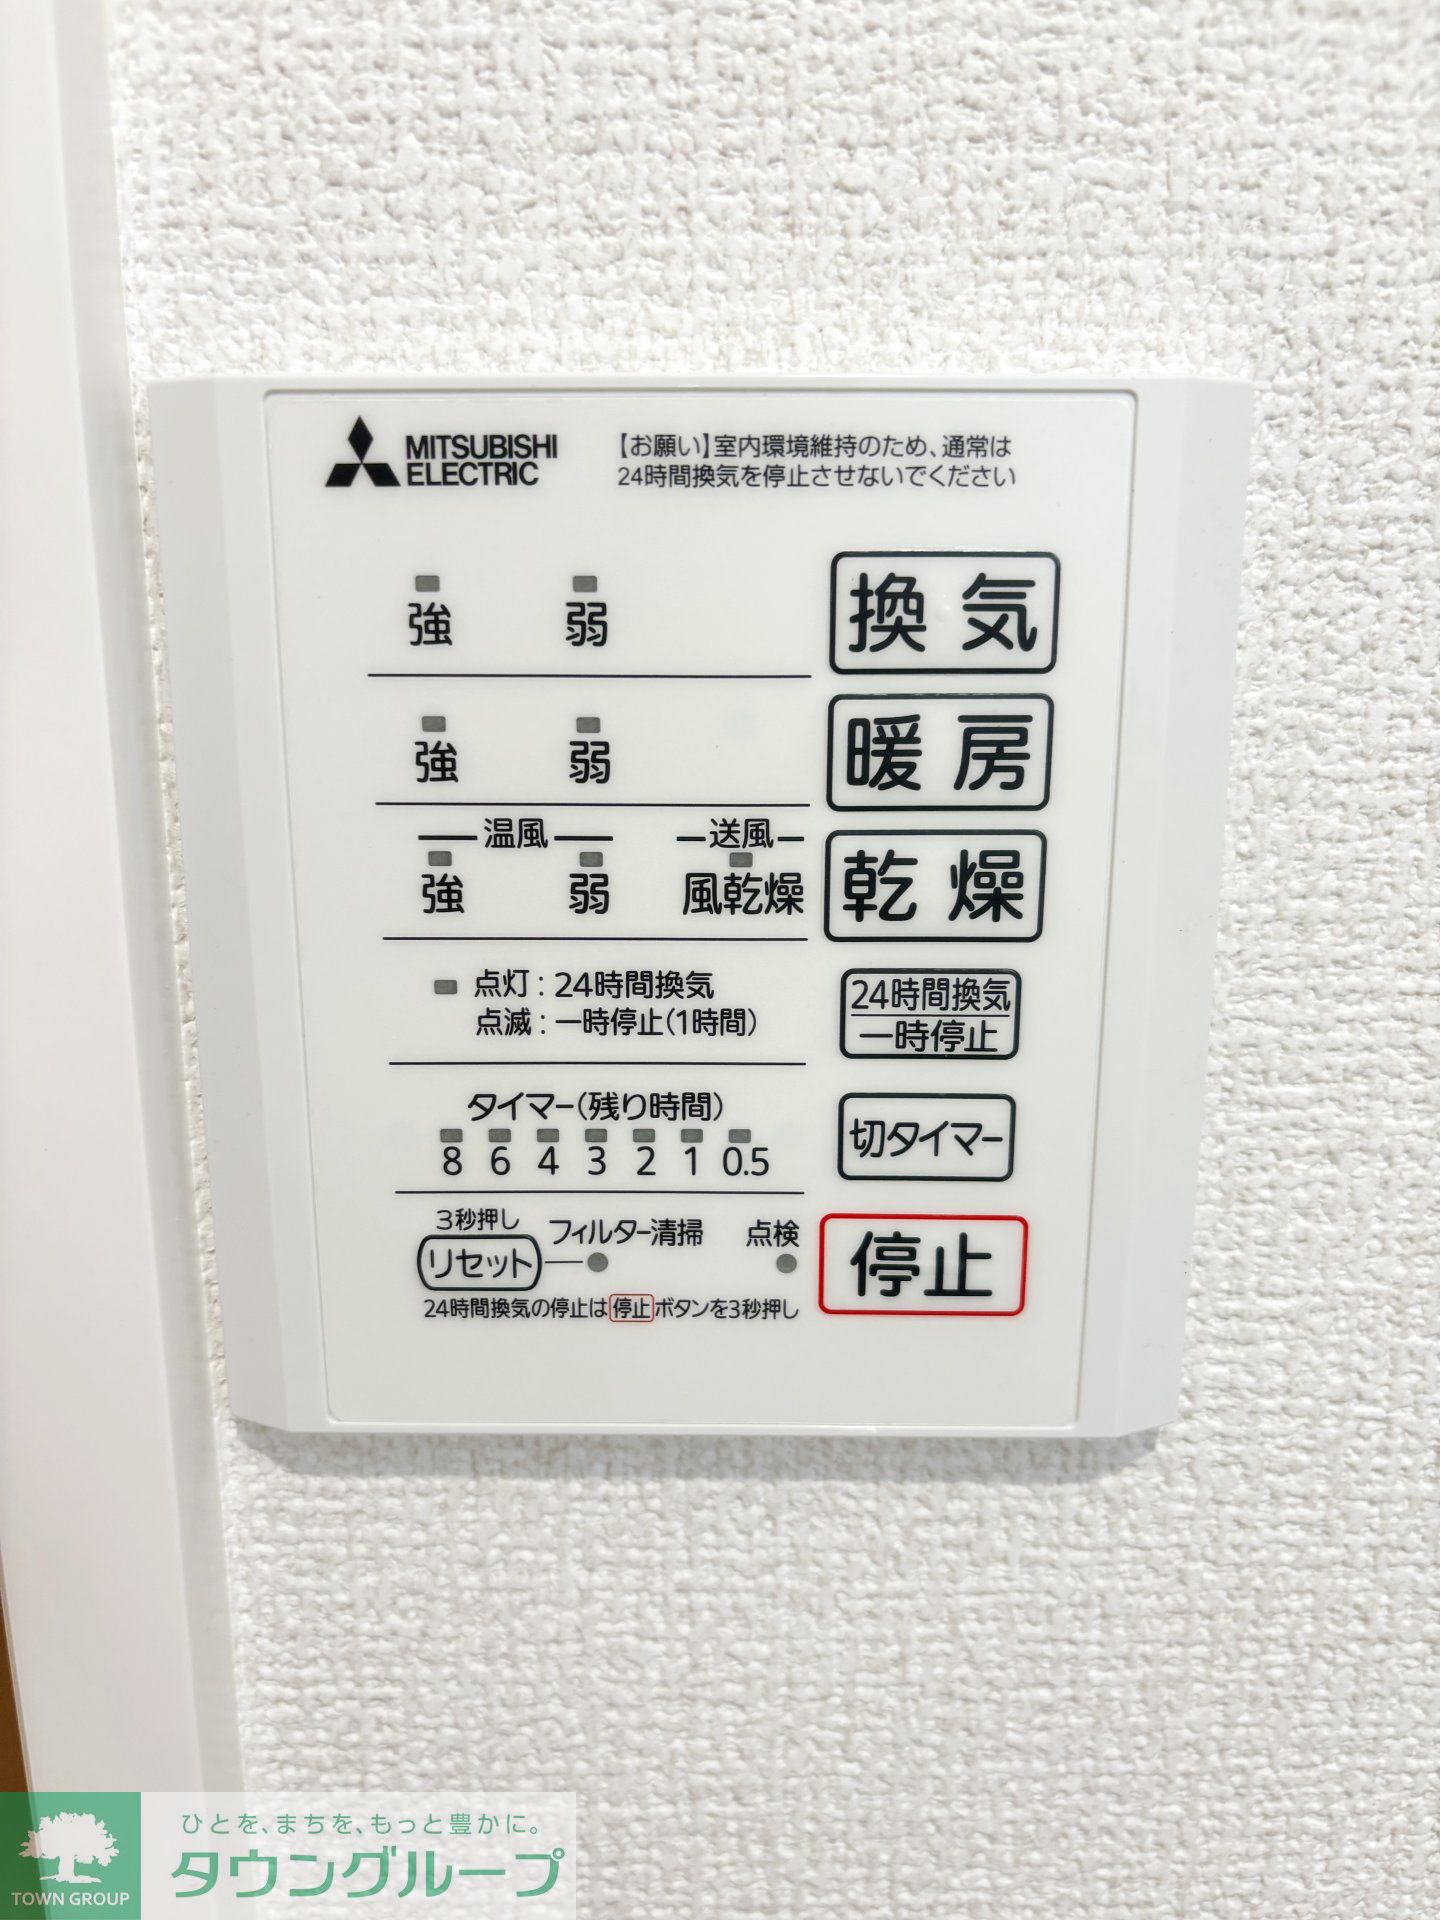 MITSUBISHI
ELECTRIC
【お願い】室内環境維持のため、通常は
24時間換気を停止させないでください
強 弱 換気
強 弱 暖房
温風 送風
強 弱 風乾燥 乾燥
点灯：24時間換気
点滅：一時停止(1時間)
24時間換気
一時停止
タイマー(残り時間)
8 6 4 3 2 1 0.5
切タイマー
3秒押し
リセット フィルター清掃 点検
停止
24時間換気の停止は停止ボタンを3秒押し
ひとを、まちを、もっと豊かに。
タウングループ
TOWN GROUP